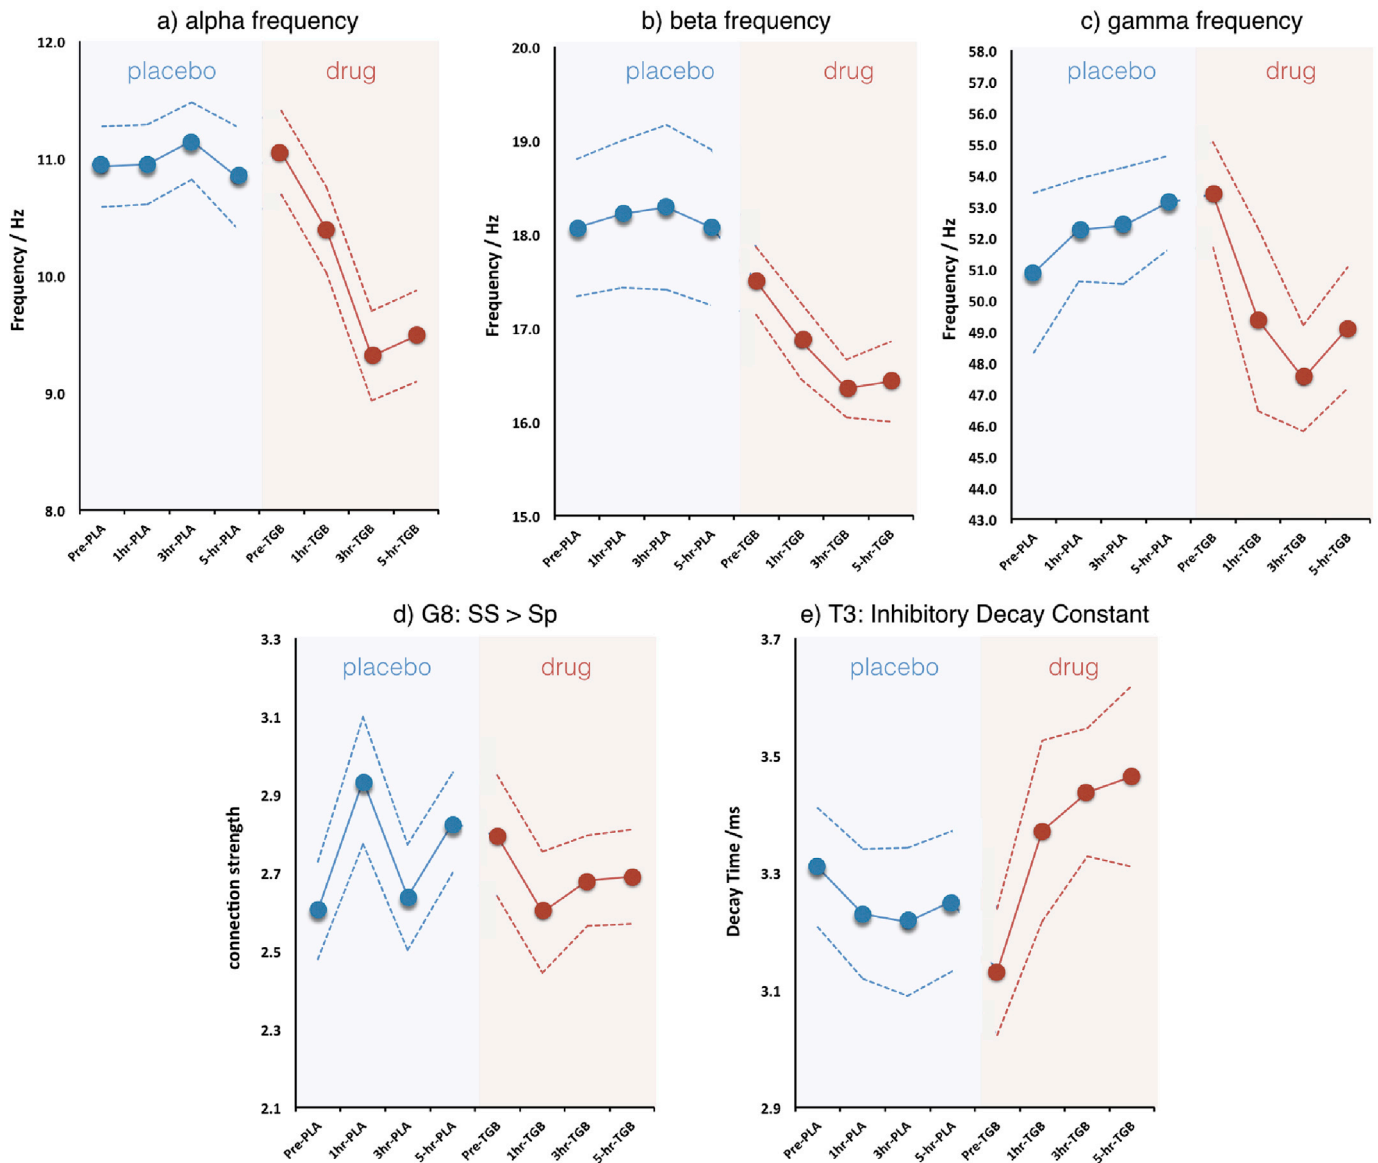 a) alpha frequency
12.0
11.0
10.0
9.0
8.0
Frequency / Hz
placebo
drug
Pre-PLA
1hr-PLA
3hr-PLA
5-hr-PLA
Pre-TGB
1hr-TGB
3hr-TGB
5-hr-TGB
b) beta frequency
20.0
19.0
18.0
17.0
16.0
15.0
Frequency / Hz
placebo
drug
Pre-PLA
1hr-PLA
3hr-PLA
5-hr-PLA
Pre-TGB
1hr-TGB
3hr-TGB
5-hr-TGB
c) gamma frequency
58.0
57.0
56.0
55.0
54.0
53.0
52.0
51.0
50.0
49.0
48.0
47.0
46.0
45.0
44.0
43.0
Frequency / Hz
placebo
drug
Pre-PLA
1hr-PLA
3hr-PLA
5-hr-PLA
Pre-TGB
1hr-TGB
3hr-TGB
5-hr-TGB
d) G8: SS > Sp
3.3
3.1
2.9
2.7
2.5
2.3
2.1
connection strength
placebo
drug
Pre-PLA
1hr-PLA
3hr-PLA
5-hr-PLA
Pre-TGB
1hr-TGB
3hr-TGB
5-hr-TGB
e) T3: Inhibitory Decay Constant
3.7
3.5
3.3
3.1
2.9
Decay Time /ms
placebo
drug
Pre-PLA
1hr-PLA
3hr-PLA
5-hr-PLA
Pre-TGB
1hr-TGB
3hr-TGB
5-hr-TGB